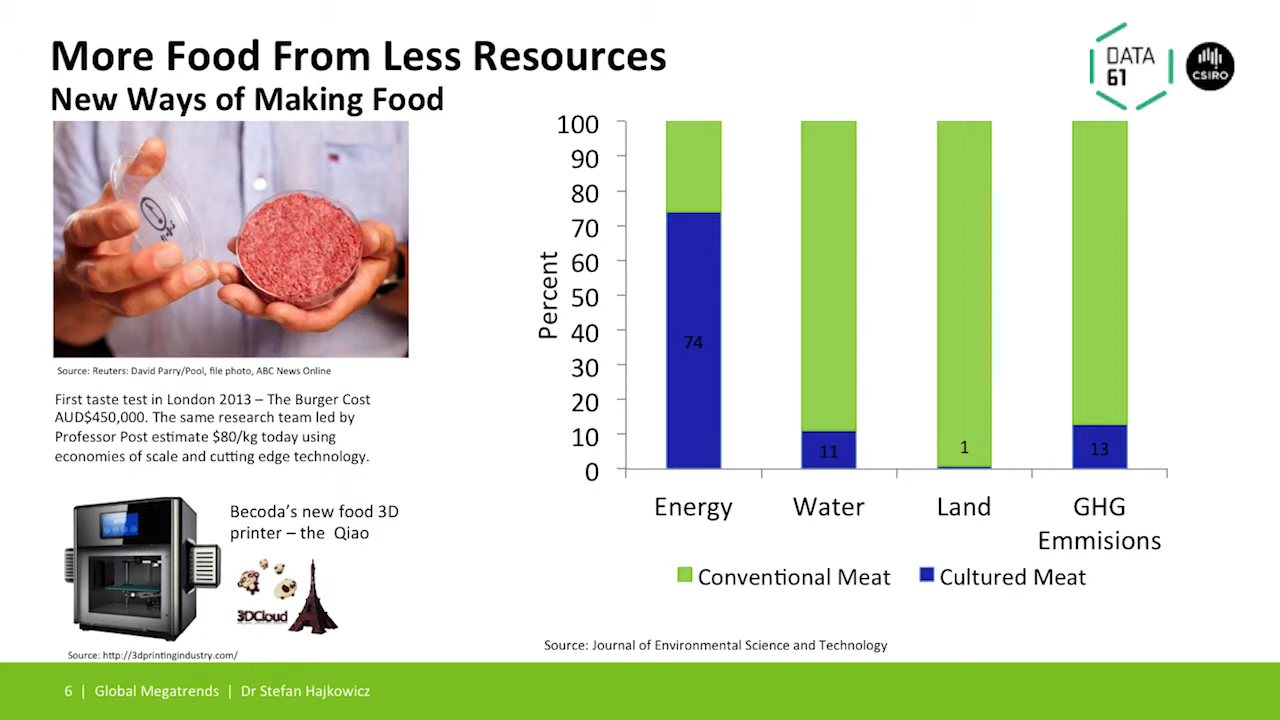 More Food From Less Resources
New Ways of Making Food
DATA
61
CSIRO
Source: Reuters: David Parry/Pool, file photo, ABC News Online
First taste test in London 2013 – The Burger Cost
AUD$450,000. The same research team led by
Professor Post estimate $80/kg today using
economies of scale and cutting edge technology.
Becoda’s new food 3D
printer – the Qiao
3DCloud
Source: http://3dprintingindustry.com/
Percent
100
90
80
70
60
50
40
30
20
10
0
74
11
1
13
Energy
Water
Land
GHG
Emmisions
Conventional Meat
Cultured Meat
Source: Journal of Environmental Science and Technology
6 | Global Megatrends | Dr Stefan Hajkowicz